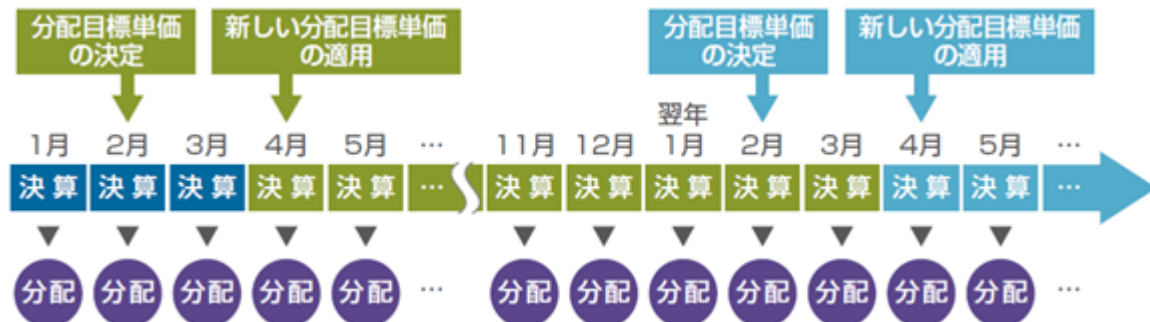 分配目標単価
の決定
新しい分配目標単価
の適用
分配目標単価
の決定
新しい分配目標単価
の適用
翌年
1月 2月 3月 4月 5月 … 11月 12月 1月 2月 3月 4月 5月 …
決算 決算 決算 決算 決算 … 決算 決算 決算 決算 決算 決算 決算 …
分配 分配 分配 分配 分配 … 分配 分配 分配 分配 分配 分配 分配 …